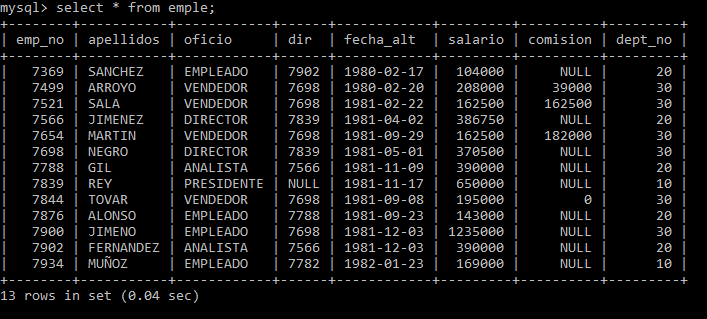 mysql> select * from emple;
+--------+-----------+------------+------+------------+---------+----------+---------+
| emp_no | apellidos | oficio     | dir  | fecha_alt  | salario | comision | dept_no |
+--------+-----------+------------+------+------------+---------+----------+---------+
|   7369 | SANCHEZ   | EMPLEADO   | 7902 | 1980-02-17 |  104000 |     NULL |      20 |
|   7499 | ARROYO    | VENDEDOR   | 7698 | 1980-02-20 |  208000 |    39000 |      30 |
|   7521 | SALA      | VENDEDOR   | 7698 | 1981-02-22 |  162500 |   162500 |      30 |
|   7566 | JIMENEZ   | DIRECTOR   | 7839 | 1981-04-02 |  386750 |     NULL |      20 |
|   7654 | MARTIN    | VENDEDOR   | 7698 | 1981-09-29 |  162500 |   182000 |      30 |
|   7698 | NEGRO     | DIRECTOR   | 7839 | 1981-05-01 |  370500 |     NULL |      30 |
|   7788 | GIL       | ANALISTA   | 7566 | 1981-11-09 |  390000 |     NULL |      20 |
|   7839 | REY       | PRESIDENTE | NULL | 1981-11-17 |  650000 |     NULL |      10 |
|   7844 | TOVAR     | VENDEDOR   | 7698 | 1981-09-08 |  195000 |        0 |      30 |
|   7876 | ALONSO    | EMPLEADO   | 7788 | 1981-09-23 |  143000 |     NULL |      20 |
|   7900 | JIMENO    | EMPLEADO   | 7698 | 1981-12-03 | 1235000 |     NULL |      30 |
|   7902 | FERNANDEZ | ANALISTA   | 7566 | 1981-12-03 |  390000 |     NULL |      20 |
|   7934 | MUÑOZ     | EMPLEADO   | 7782 | 1982-01-23 |  169000 |     NULL |      10 |
+--------+-----------+------------+------+------------+---------+----------+---------+
13 rows in set (0.04 sec)